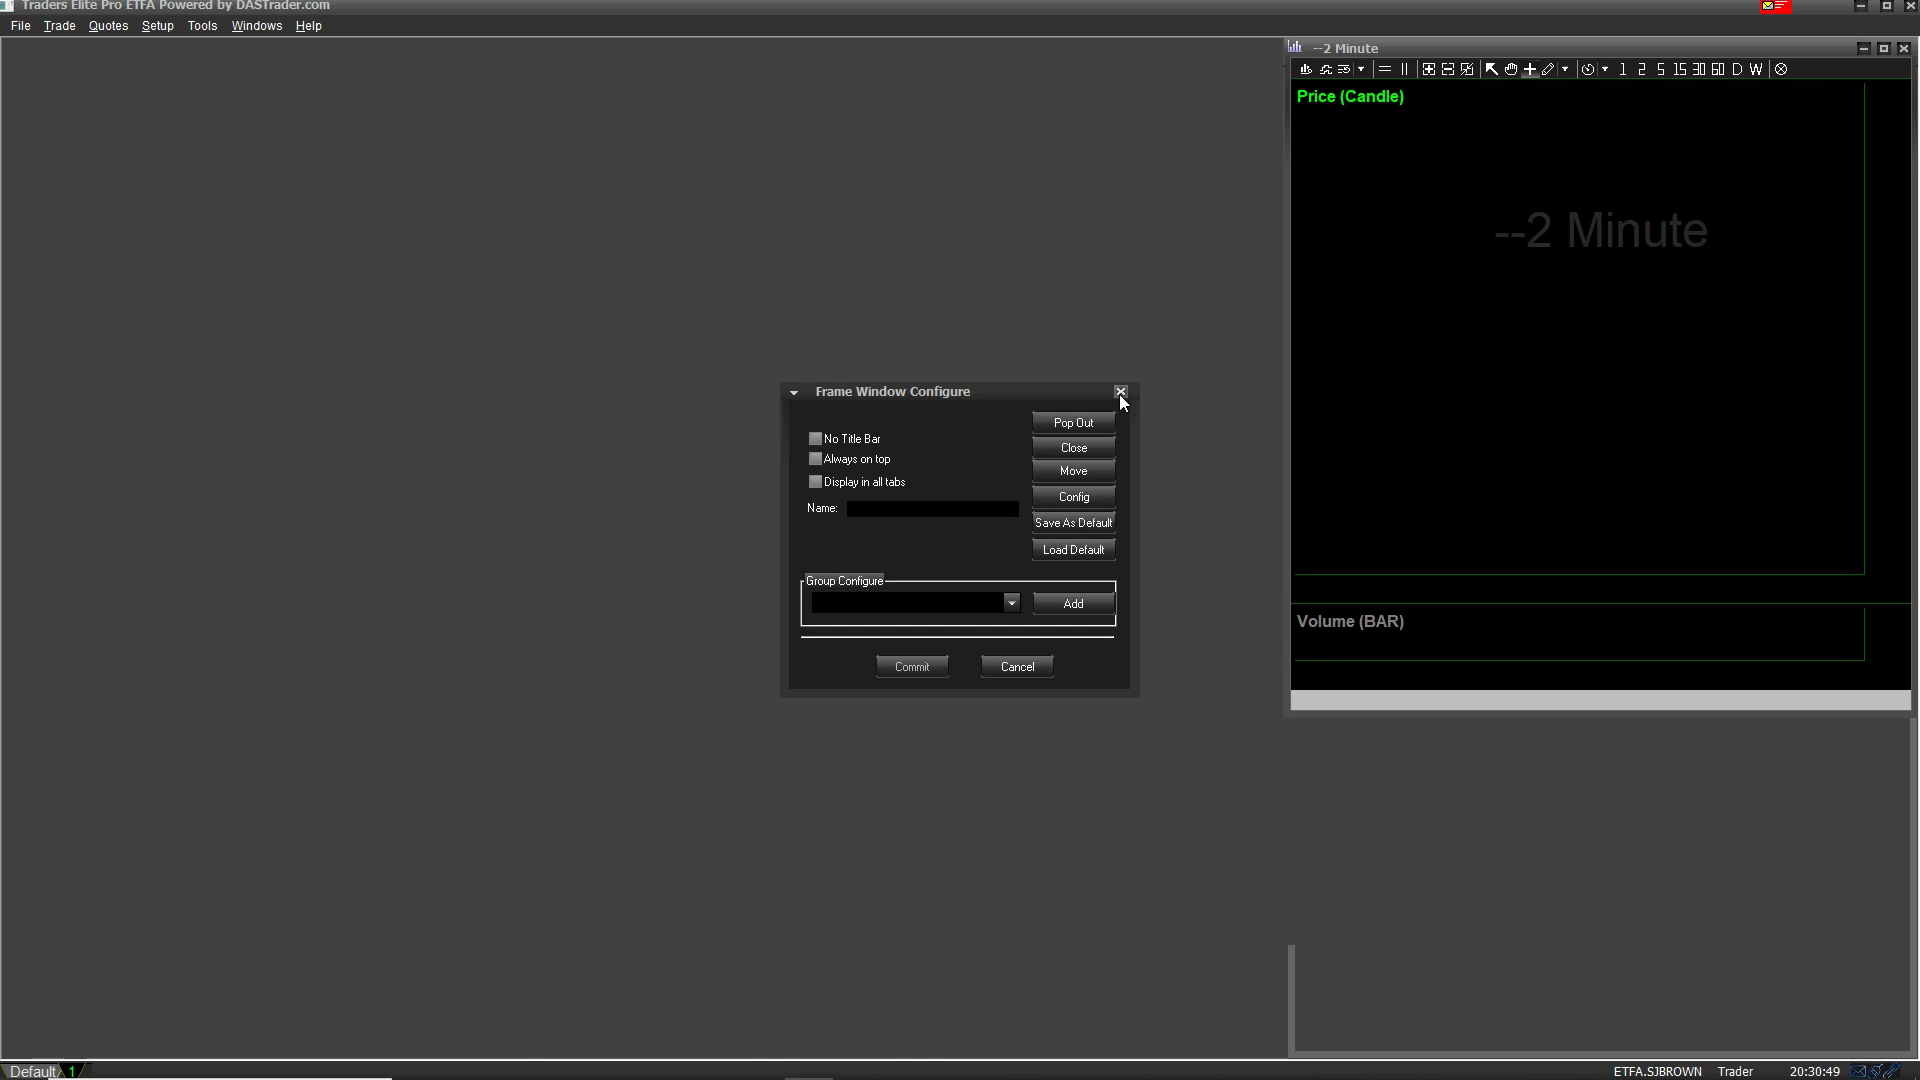 Traders Elite Pro ETFA Powered by DASTrader.com
File Trade Quotes Setup Tools Windows Help
--2 Minute
1 2 5 15 30 60 D W
Price (Candle)
--2 Minute
Frame Window Configure
Pop Out
No Title Bar
Close
Always on top
Move
Display in all tabs
Config
Name:
Save As Default
Load Default
Group Configure
Add
Commit Cancel
Volume (BAR)
Default 1 ETFA.SJBROWN Trader 20:30:49